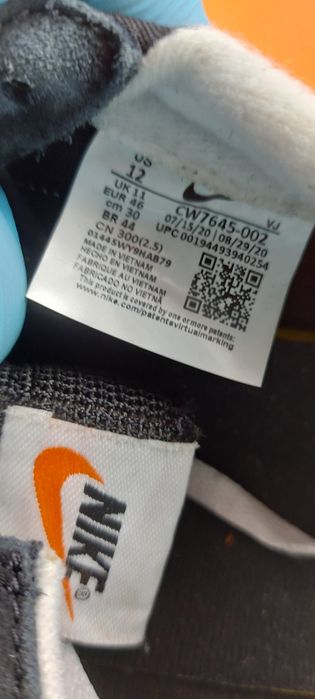 US
12
UK 11
EUR 46
cm 30
BR 44
CN 300(2.5)
01445WY9HAB79
MADE IN VIETNAM
HECHO EN VIETNAM
FABRIQUE AU VIETNAM
FABRICADO NO VIETNÃ
This product is covered by one or more patents:
www.nike.com/patentsvirtualmarking
CW7645-002 VJ
07/15/20 / 08/29/20
UPC 00194493940254
NIKE®